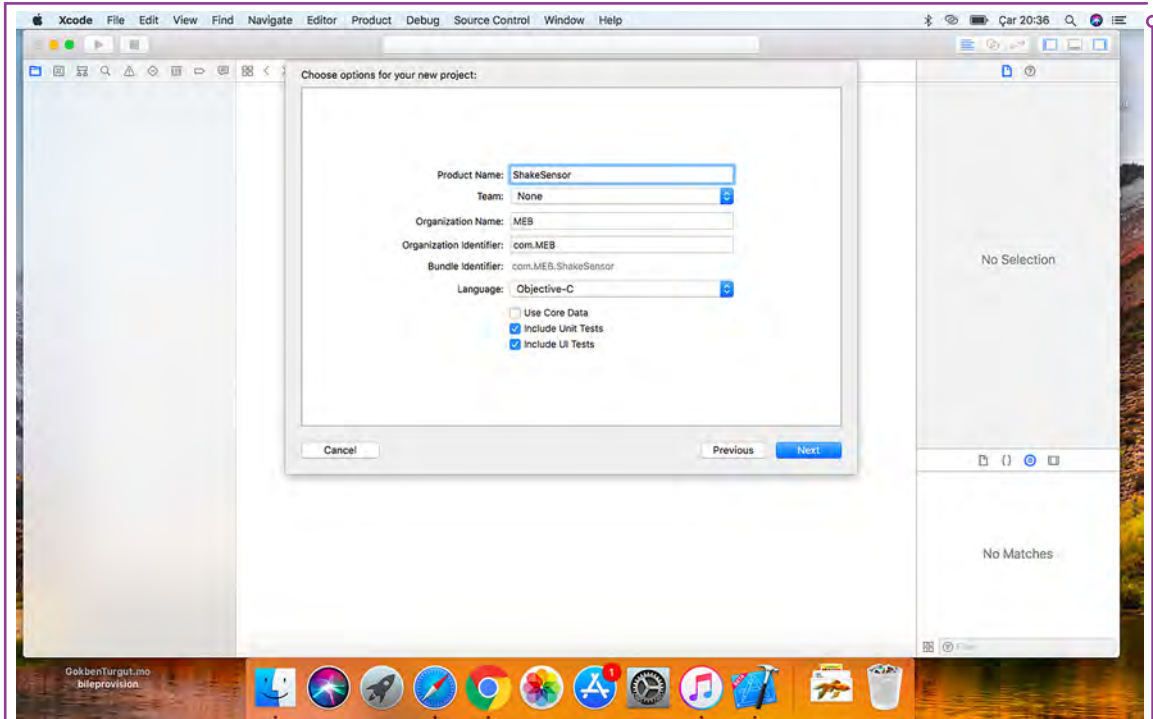 Xcode File Edit View Find Navigate Editor Product Debug Source Control Window Help
Çar 20:36
Choose options for your new project:
Product Name: ShakeSensor
Team: None
Organization Name: MEB
Organization Identifier: com.MEB
Bundle Identifier: com.MEB.ShakeSensor
Language: Objective-C
Use Core Data
Include Unit Tests
Include UI Tests
Cancel
Previous
Next
No Selection
{}
No Matches
Filter
GokbenTurgut.mo
bileprovision
1